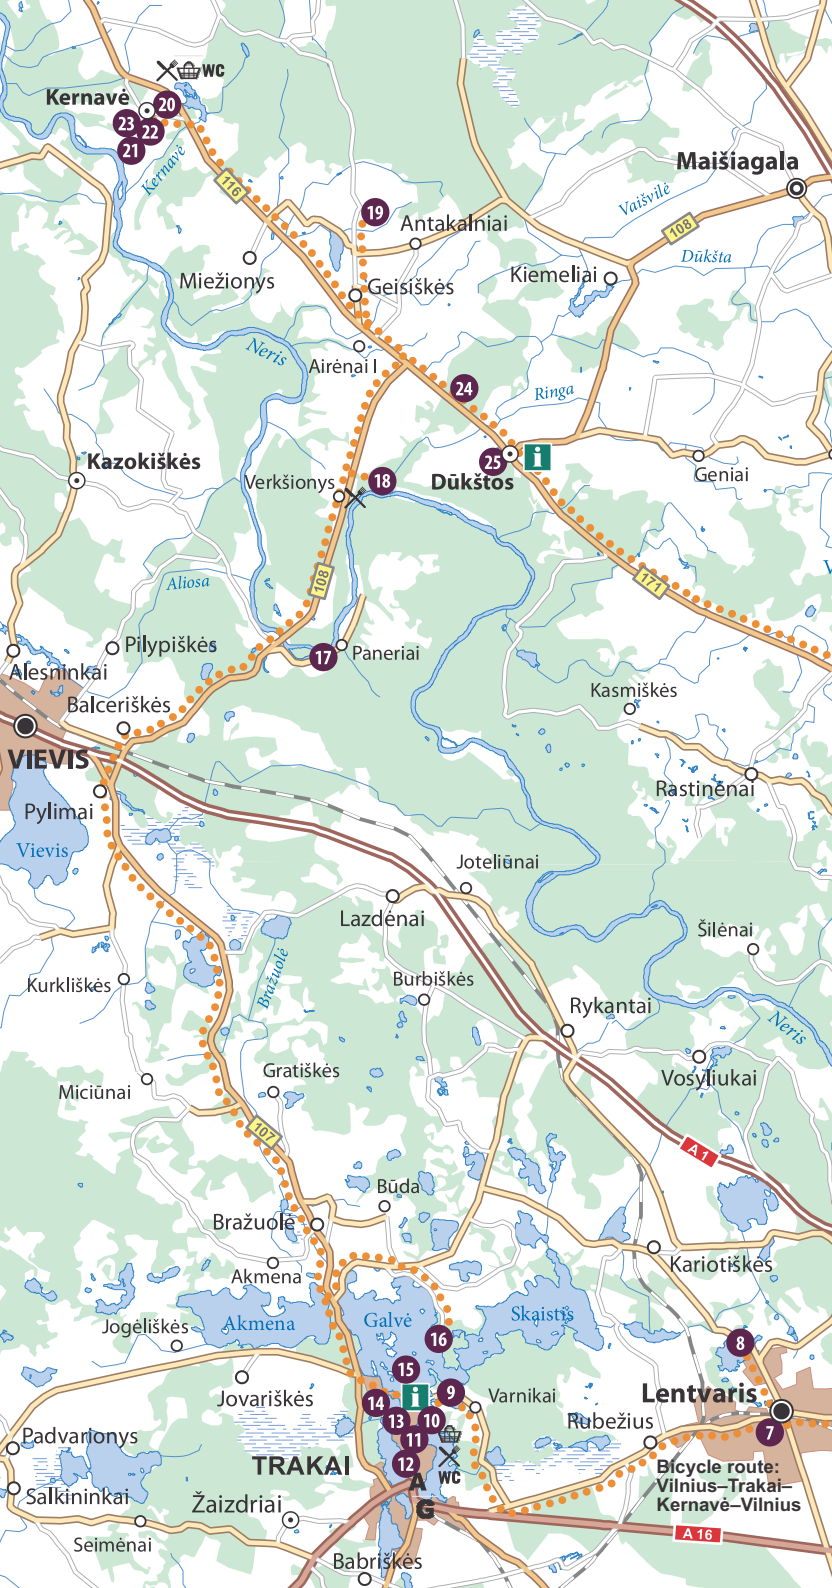 WC
Kernavė
20
23
22
21
Kernavė
116
Maišiagala
Vaišvilė
19
Antakalniai
108
Dūkšta
Miežionys
Geisiškės
Kiemeliai
Neris
Airėnai I
24
Ringa
Kazokiškės
25
i
Dūkštos
Geniai
Verkšionys
18
Aliosa
108
171
V
Pilypiškės
17
Paneriai
Alesninkai
Kasmiškės
Balceriškės
VIEVIS
Rastinėnai
Pylimai
Vievis
Joteliūnai
Lazdėnai
Šilėnai
Bražuolė
Kurkliškės
Burbiškės
Rykantai
Neris
Vosyliukai
Gratiškės
Miciūnai
107
A 1
Būda
Bražuolė
Kariotiškės
Akmena
Akmena
Galvė
Skaistis
Jogėliškės
16
8
15
Jovariškės
i
9
Varnikai
Lentvaris
14
13
10
Rubežius
7
Padvarionys
11
TRAKAI
12
WC
Bicycle route:
Vilnius–Trakai–
Kernavė–Vilnius
A
Salkininkai
Žaizdriai
G
A 16
Seimėnai
Babriškės